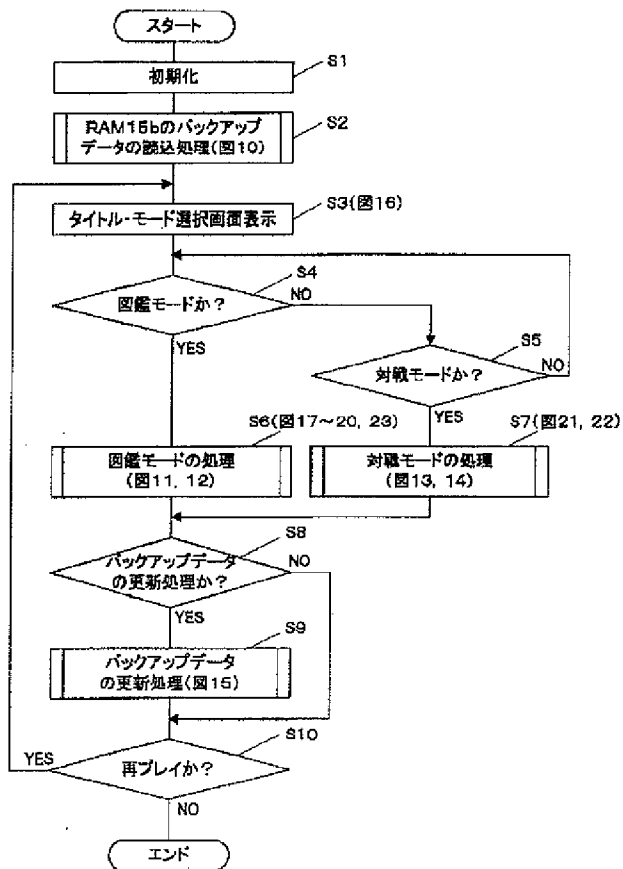 スタート
S1
初期化
S2
RAM15bのバックアップ
データの読込処理(図10)
S3(図16)
タイトル・モード選択画面表示
S4
図鑑モードか？
NO
YES
S5
対戦モードか？
NO
YES
S6(図17～20, 23)
図鑑モードの処理
(図11, 12)
S7(図21, 22)
対戦モードの処理
(図13, 14)
S8
バックアップデータ
の更新処理か？
NO
YES
S9
バックアップデータ
の更新処理(図15)
S10
YES
再プレイか？
NO
エンド